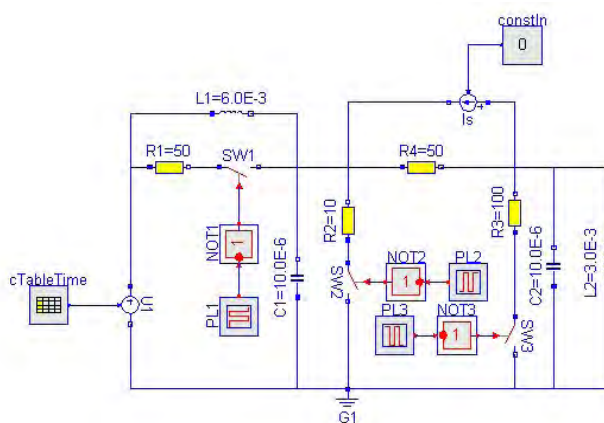 constIn
0
Is
L1=6.0E-3
R1=50
SW1
R4=50
R2=10
R3=100
NOT1
1
PL1
C1=10.0E-6
cTableTime
U1
+
SW2
NOT2
1
PL2
PL3
NOT3
1
SW3
C2=10.0E-6
L2=3.0E-3
G1